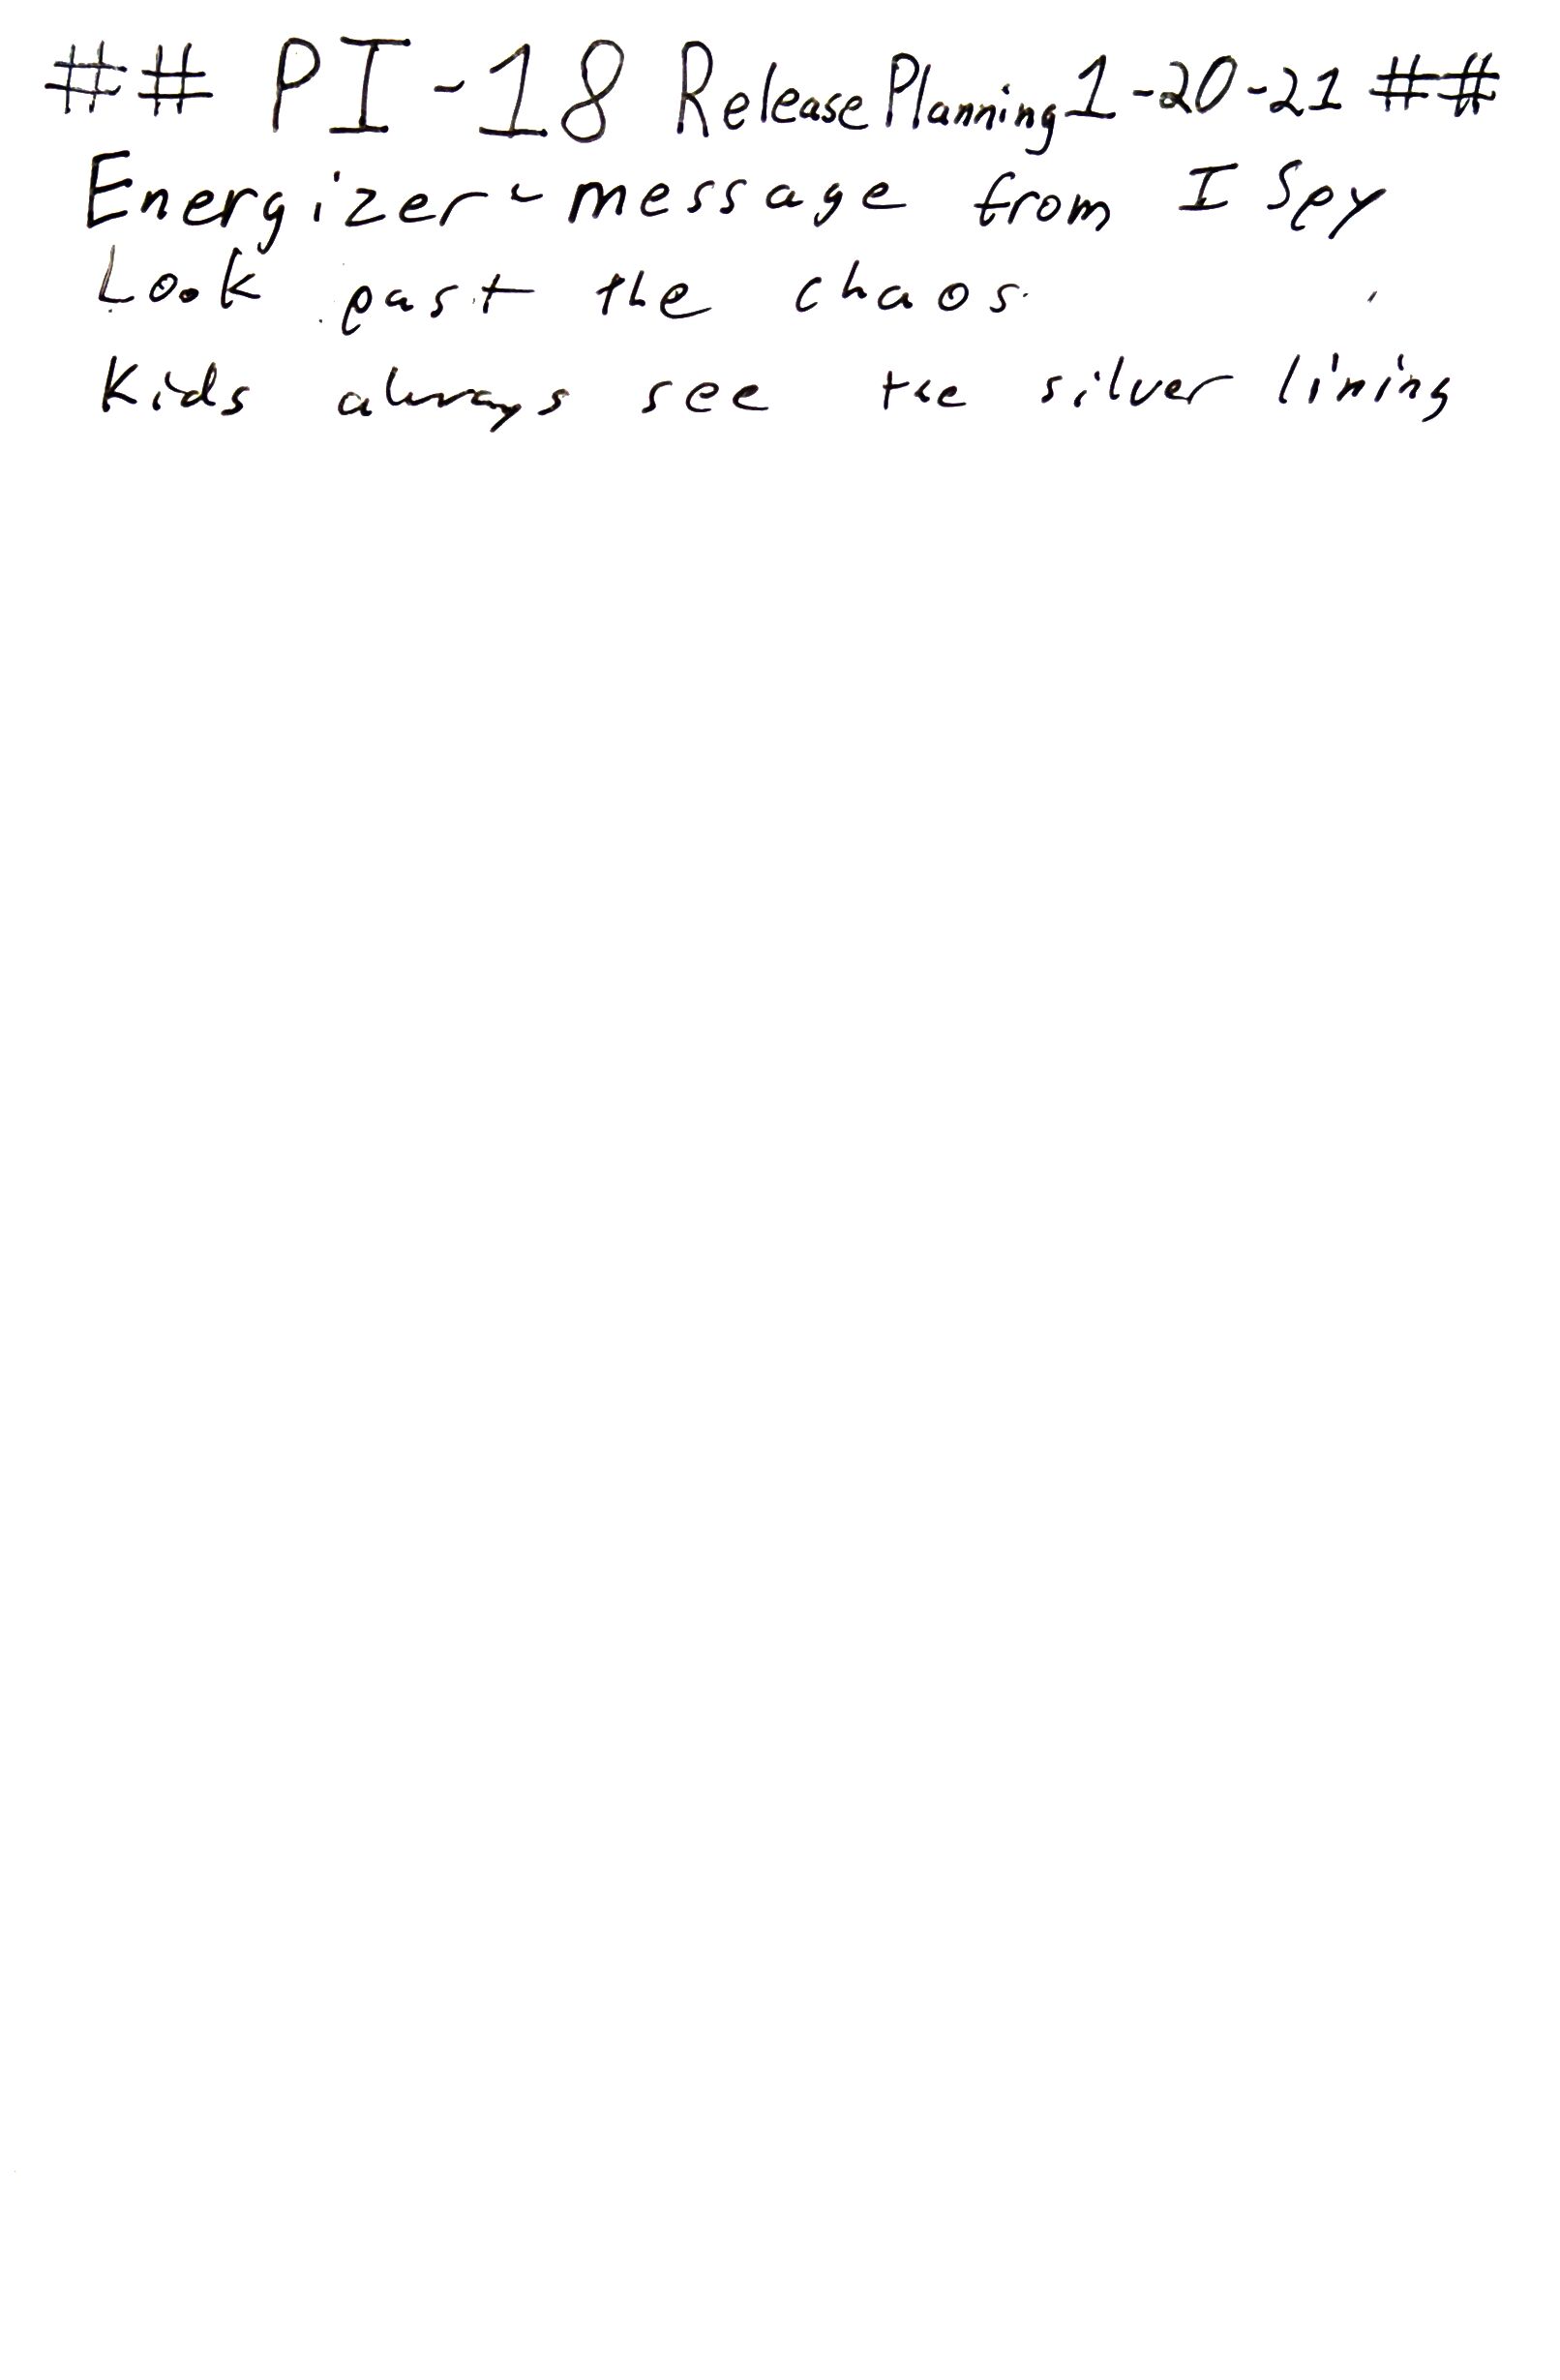 ## PI-18 Release Planning 1-20-21 ##
Energizer - message from I Spy
Look past the chaos.
Kids always see the silver lining